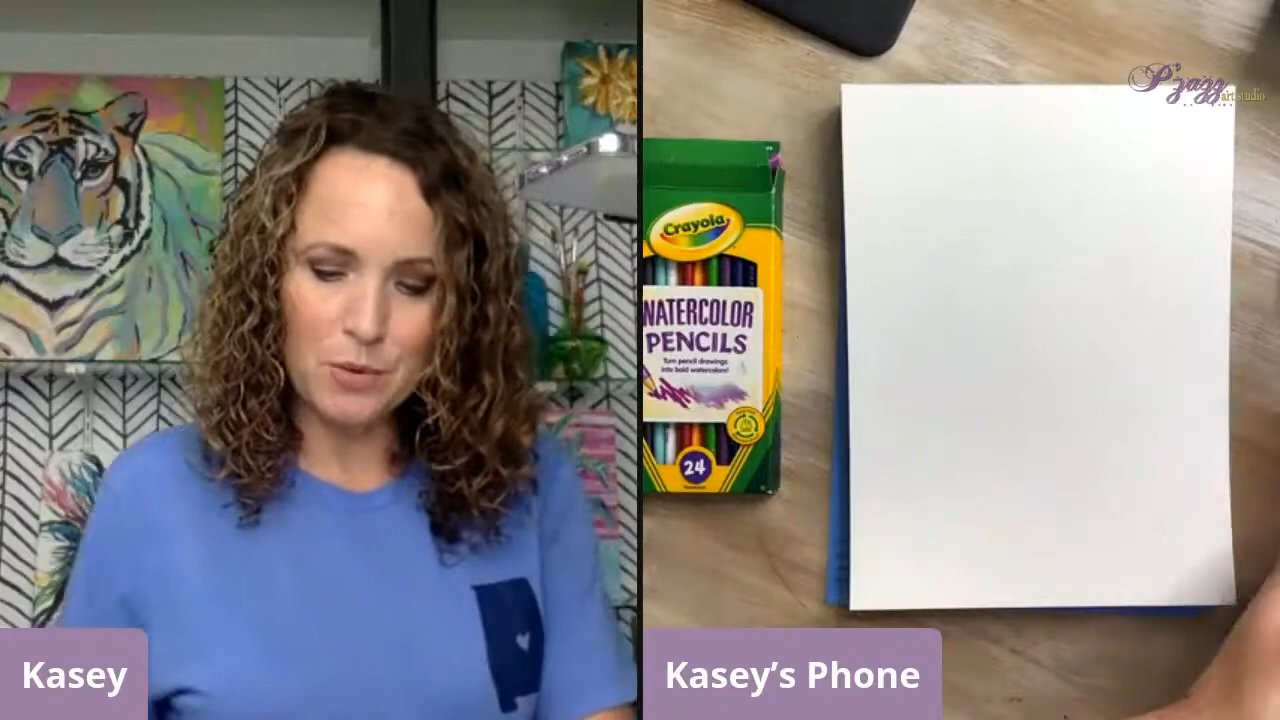 P'zazz
art studio
Crayola
WATERCOLOR
PENCILS
Turn pencil drawings
into bold watercolors!
24
Kasey
Kasey’s Phone